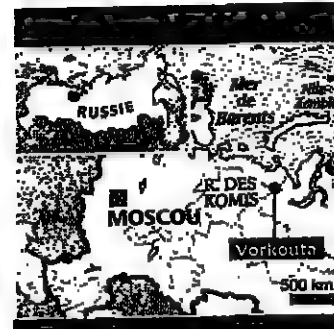 RUSSIE
Mer
de
Barents
R. DES
KOMIS
MOSCOU
Vorkouta
500 km